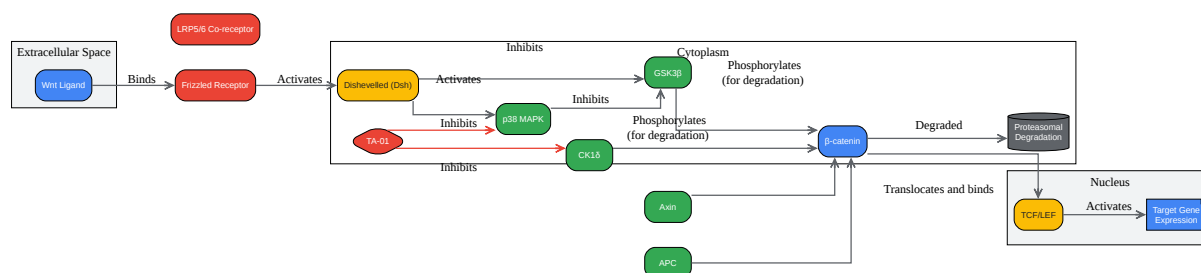 LRP5/6 Co-receptor
Extracellular Space
Wnt Ligand
Binds
Frizzled Receptor
Activates
Inhibits
Cytoplasm
Dishevelled (Dsh)
Activates
GSK3β
Phosphorylates
(for degradation)
Inhibits
p38 MAPK
Inhibits
TA-01
Inhibits
CK1δ
Phosphorylates
(for degradation)
β-catenin
Degraded
Proteasomal
Degradation
Axin
APC
Translocates and binds
Nucleus
TCF/LEF
Activates
Target Gene
Expression